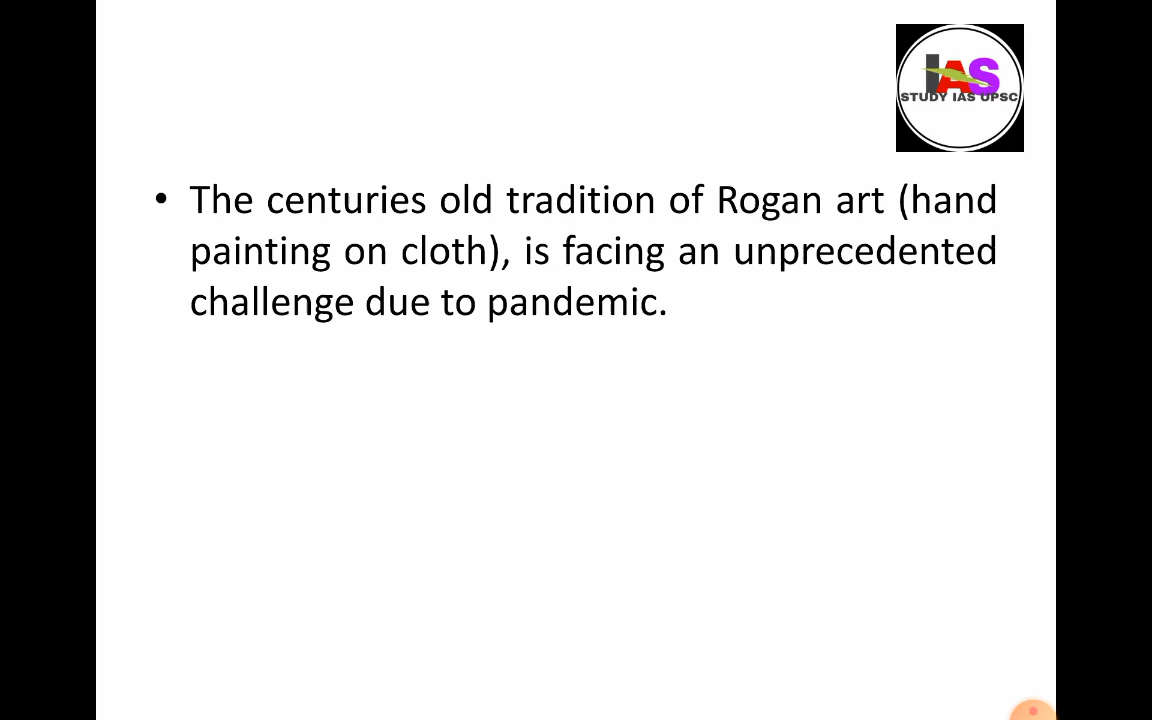 IAS
STUDY IAS UPSC
• The centuries old tradition of Rogan art (hand
painting on cloth), is facing an unprecedented
challenge due to pandemic.